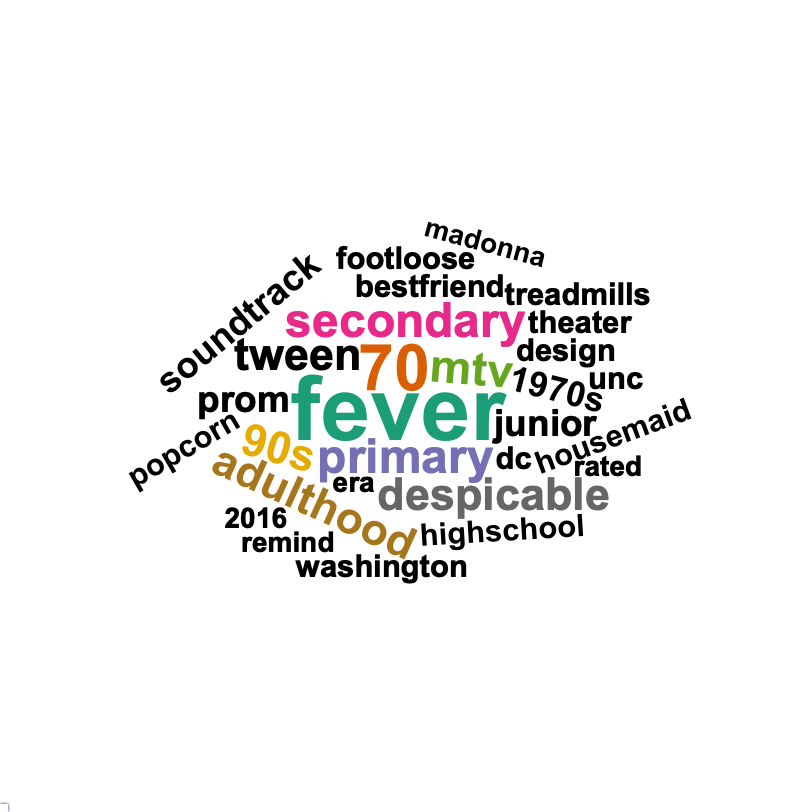 madonna
footloose
soundtrack
bestfriend
treadmills
secondary
theater
tween
70
mtv
design
1970s
unc
prom
fever
junior
popcorn
90s
primary
dc
housemaid
rated
adulthood
era
despicable
2016
highschool
remind
washington